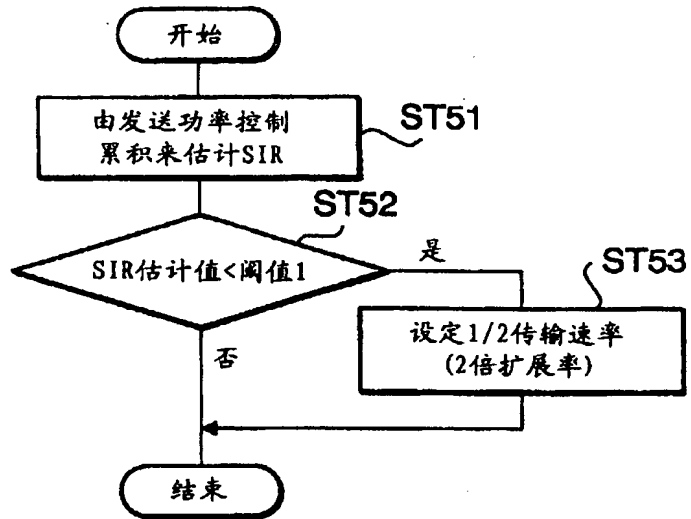 开始
由发送功率控制
累积来估计SIR
ST51
ST52
SIR估计值<阈值1
是
ST53
设定1/2传输速率
(2倍扩展率)
否
结束